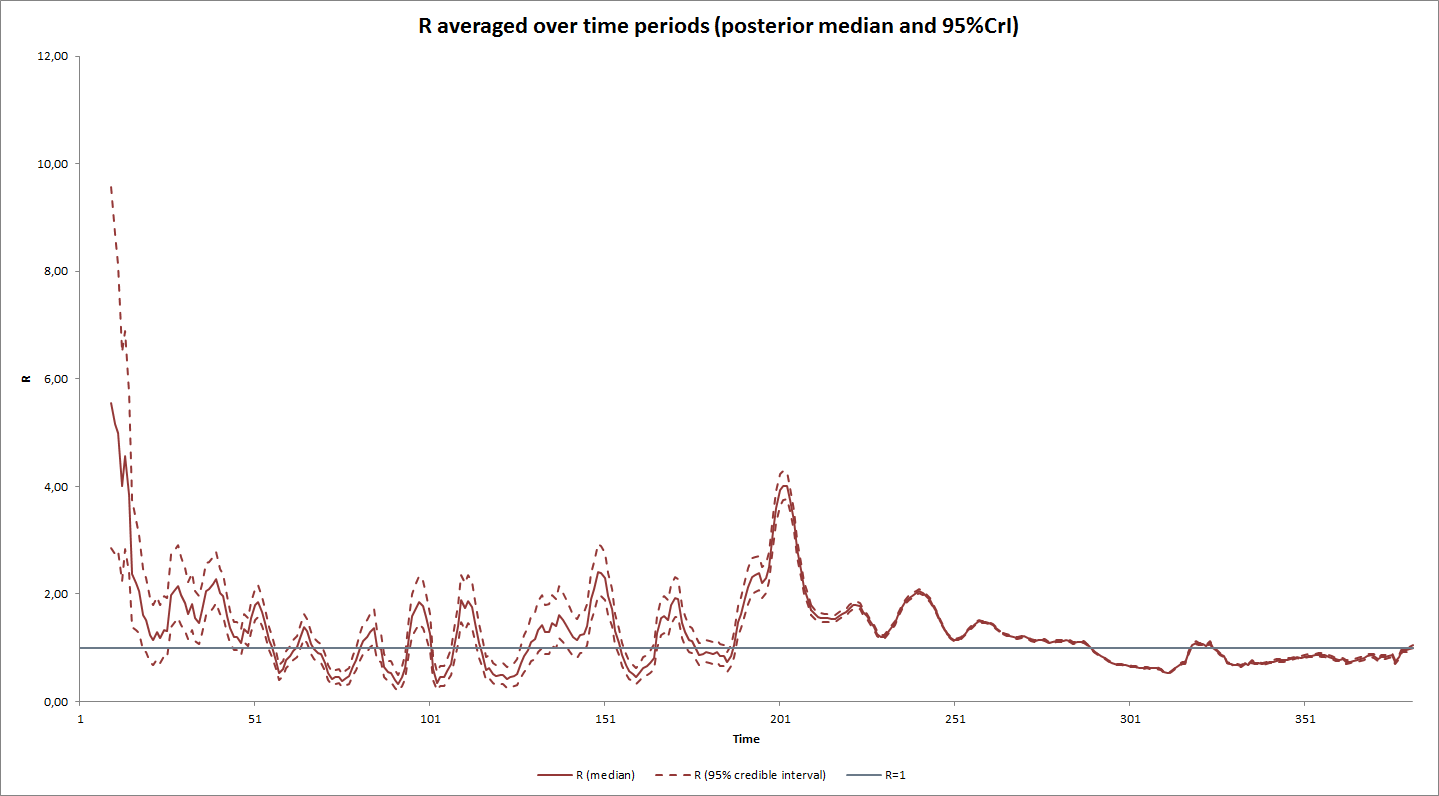 R averaged over time periods (posterior median and 95%CrI)
12,00
10,00
8,00
6,00
R
4,00
2,00
0,00
1 51 101 151 201 251 301 351
Time
R (median) R (95% credible interval) R=1